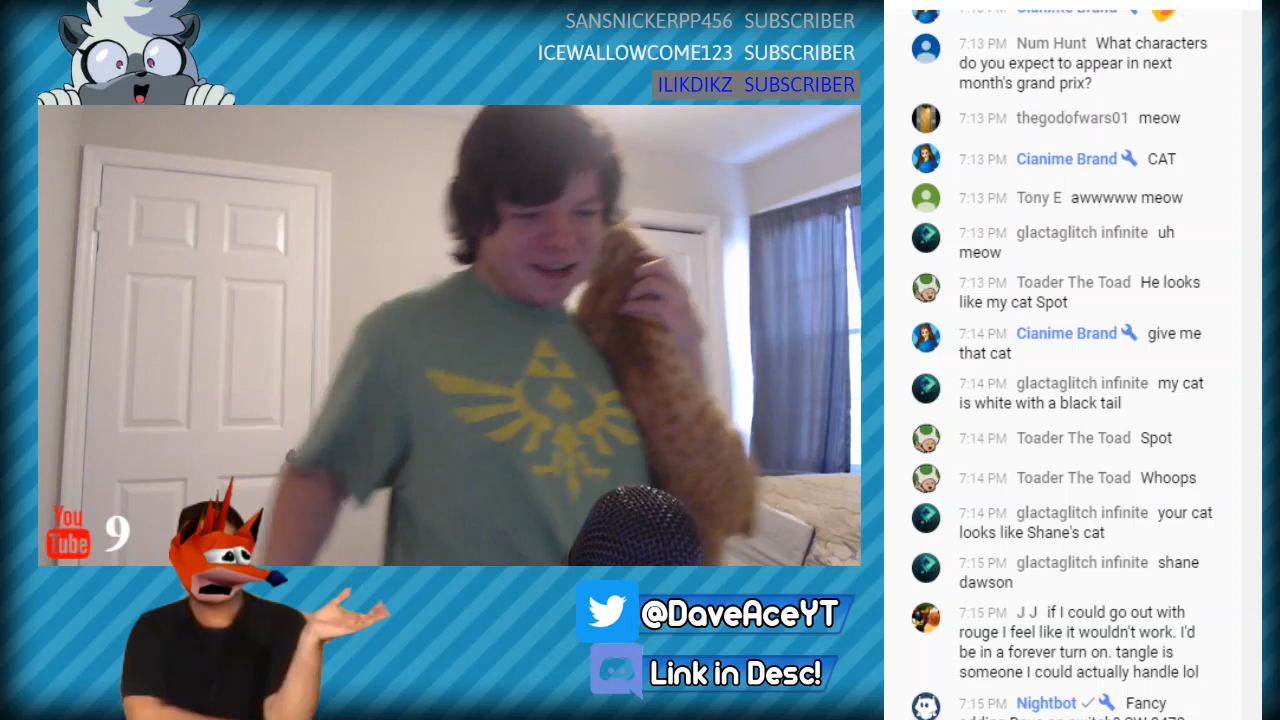 SANSNICKERPP456 SUBSCRIBER
ICEWALLOWCOME123 SUBSCRIBER
ILIKDIKZ SUBSCRIBER
You
Tube 9
@DaveAceYT
Link in Desc!
Cianime Brand
7:13 PM Num Hunt What characters
do you expect to appear in next
month's grand prix?
7:13 PM thegodofwars01 meow
7:13 PM Cianime Brand CAT
7:13 PM Tony E awwwww meow
7:13 PM glactaglitch infinite uh
meow
7:13 PM Toader The Toad He looks
like my cat Spot
7:14 PM Cianime Brand give me
that cat
7:14 PM glactaglitch infinite my cat
is white with a black tail
7:14 PM Toader The Toad Spot
7:14 PM Toader The Toad Whoops
7:14 PM glactaglitch infinite your cat
looks like Shane's cat
7:15 PM glactaglitch infinite shane
dawson
7:15 PM J J if I could go out with
rouge I feel like it wouldn't work. I'd
be in a forever turn on. tangle is
someone I could actually handle lol
7:15 PM Nightbot Fancy